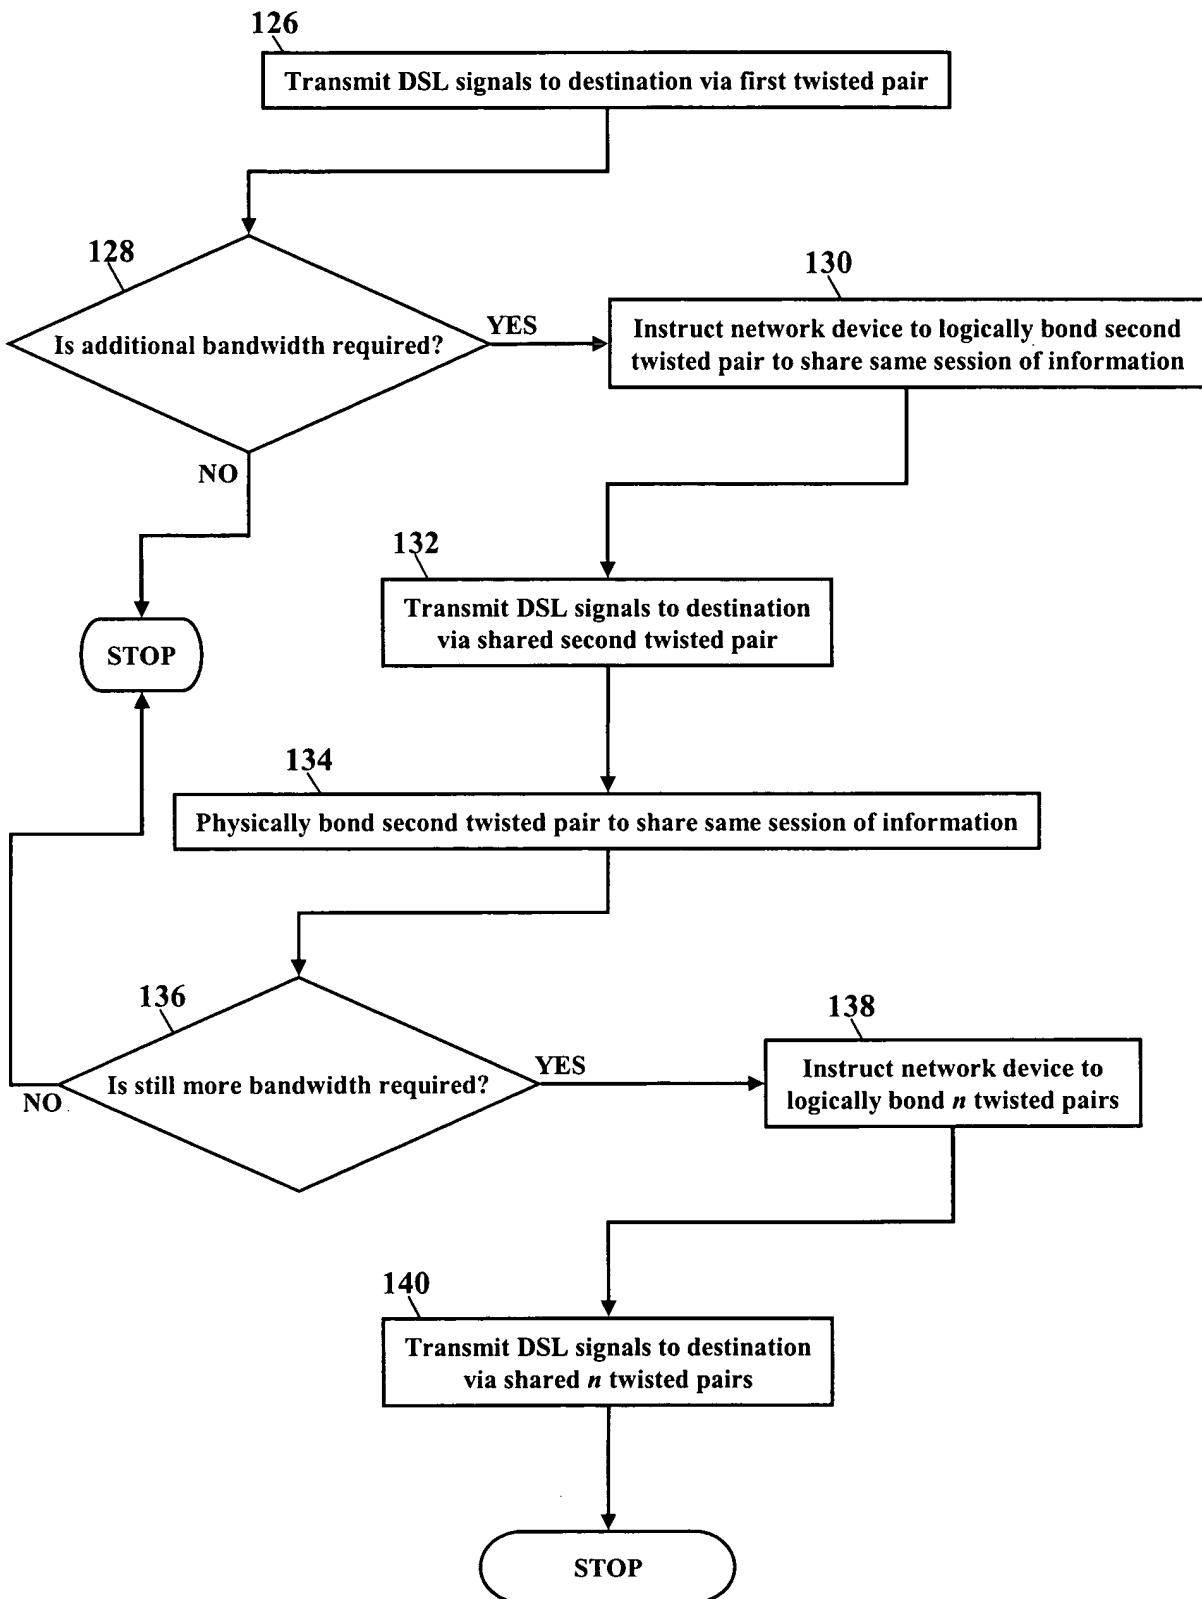 126
Transmit DSL signals to destination via first twisted pair
128
Is additional bandwidth required?
YES
NO
130
Instruct network device to logically bond second
twisted pair to share same session of information
132
Transmit DSL signals to destination
via shared second twisted pair
STOP
134
Physically bond second twisted pair to share same session of information
136
Is still more bandwidth required?
YES
NO
138
Instruct network device to
logically bond n twisted pairs
140
Transmit DSL signals to destination
via shared n twisted pairs
STOP